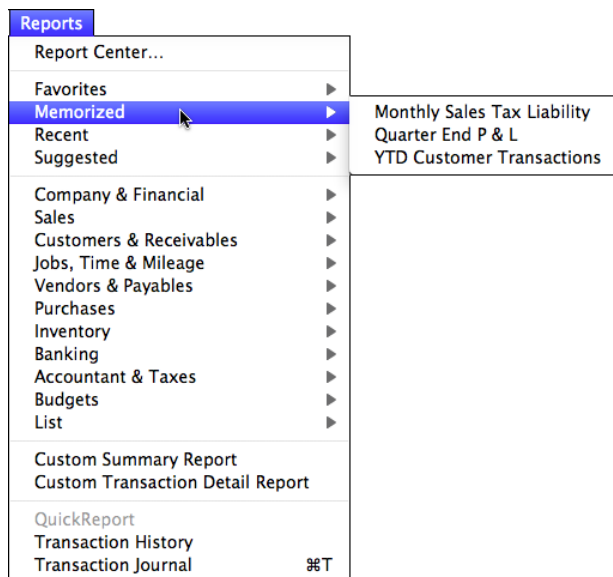 Reports
Report Center...
Favorites
Memorized
Recent
Suggested
Monthly Sales Tax Liability
Quarter End P & L
YTD Customer Transactions
Company & Financial
Sales
Customers & Receivables
Jobs, Time & Mileage
Vendors & Payables
Purchases
Inventory
Banking
Accountant & Taxes
Budgets
List
Custom Summary Report
Custom Transaction Detail Report
QuickReport
Transaction History
Transaction Journal ⌘T